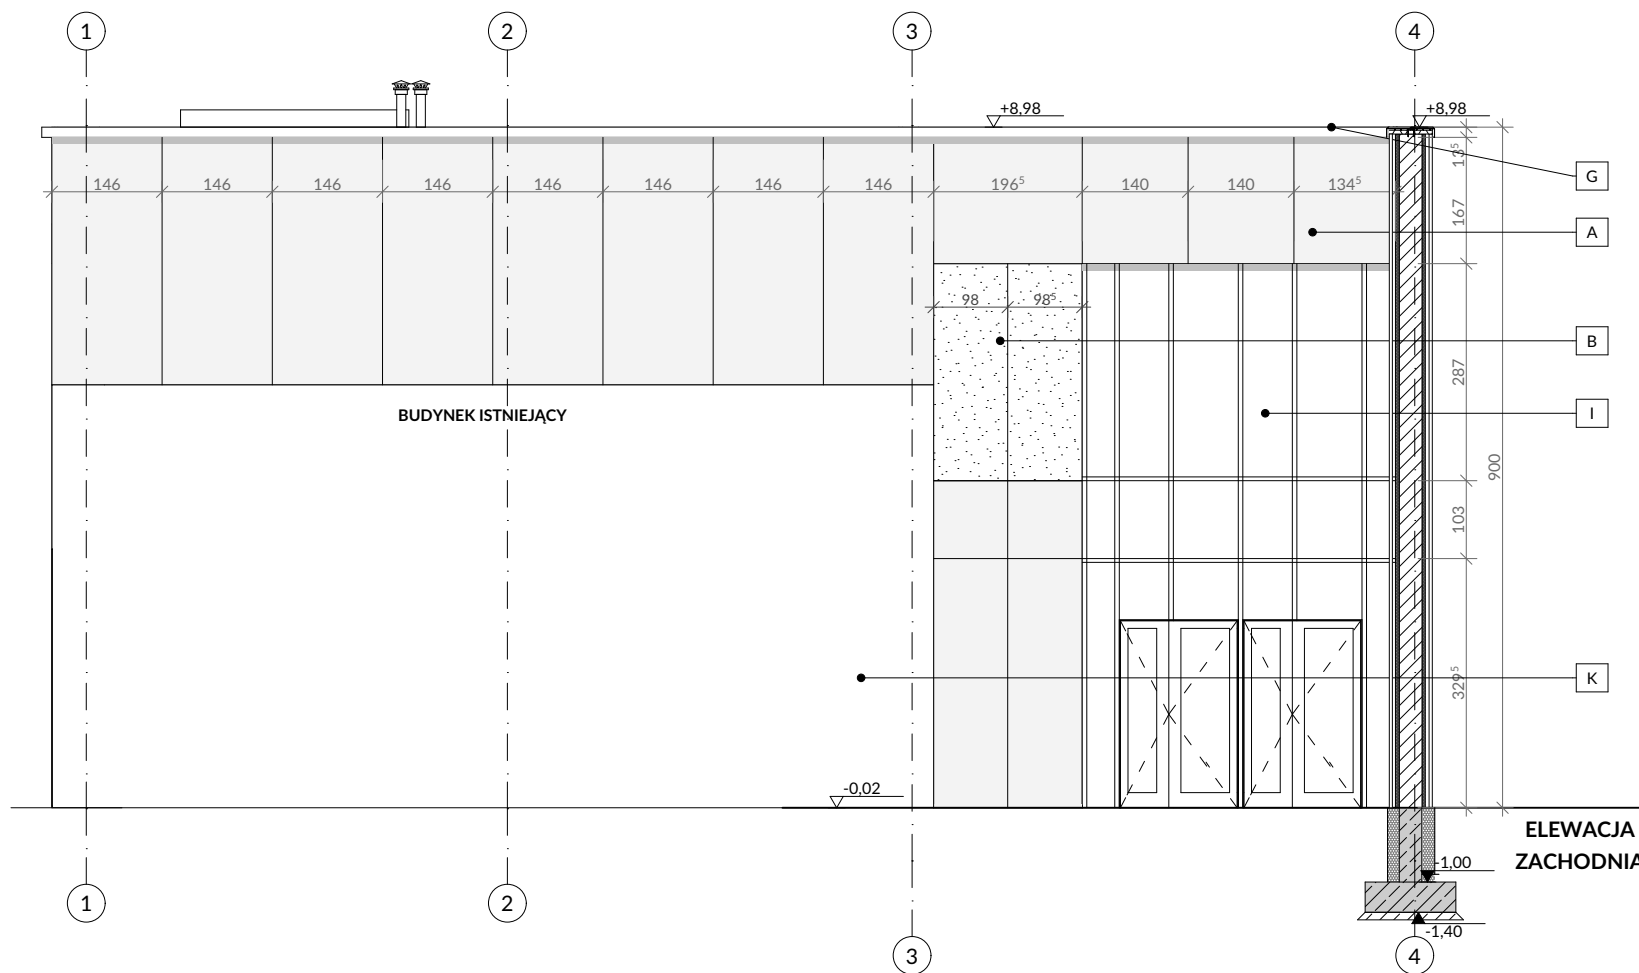 1 2 3 4
+8,98 +8,98
13⁵
G
146 146 146 146 146 146 146 146 196⁵ 140 140 134⁵
167
A
98 98⁵
B
287
BUDYNEK ISTNIEJĄCY
I
900
103
329⁵
K
-0,02
ELEWACJA
ZACHODNIA
-1,00
1 2
-1,40
3 4